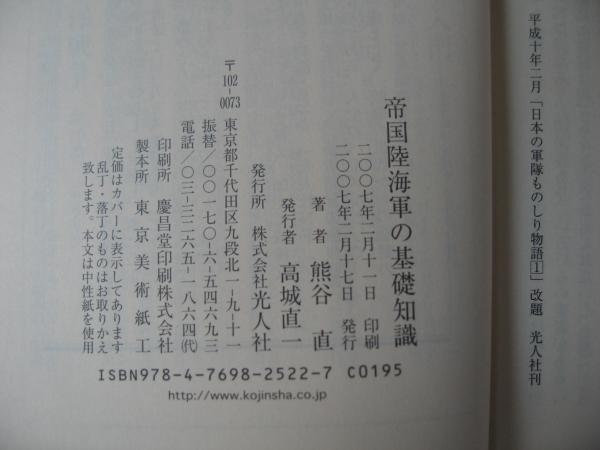 平成十年二月「日本の軍隊ものしり物語1」改題 光人社刊
帝国陸海軍の基礎知識
二〇〇七年二月十一日 印刷
二〇〇七年二月十七日 発行
著者 熊谷 直
発行者 高城直一
発行所 株式会社光人社
〒102-0073
東京都千代田区九段北一-九-十一
振替/〇〇一七〇-六-五四六九三
電話/〇三-三二六五-一八六四(代)
印刷所 慶昌堂印刷株式会社
製本所 東京美術紙工
定価はカバーに表示してあります
乱丁・落丁のものはお取りかえ
致します。本文は中性紙を使用
ISBN978-4-7698-2522-7 C0195
http://www.kojinsha.co.jp